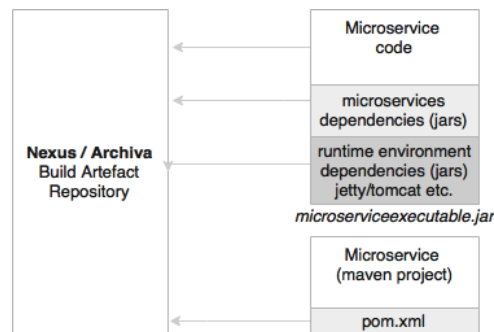 Microservice
code
microservices
dependencies (jars)
Nexus / Archiva
Build Artefact
Repository
runtime environment
dependencies (jars)
jetty/tomcat etc.
microserviceexecutable.jar
Microservice
(maven project)
pom.xml